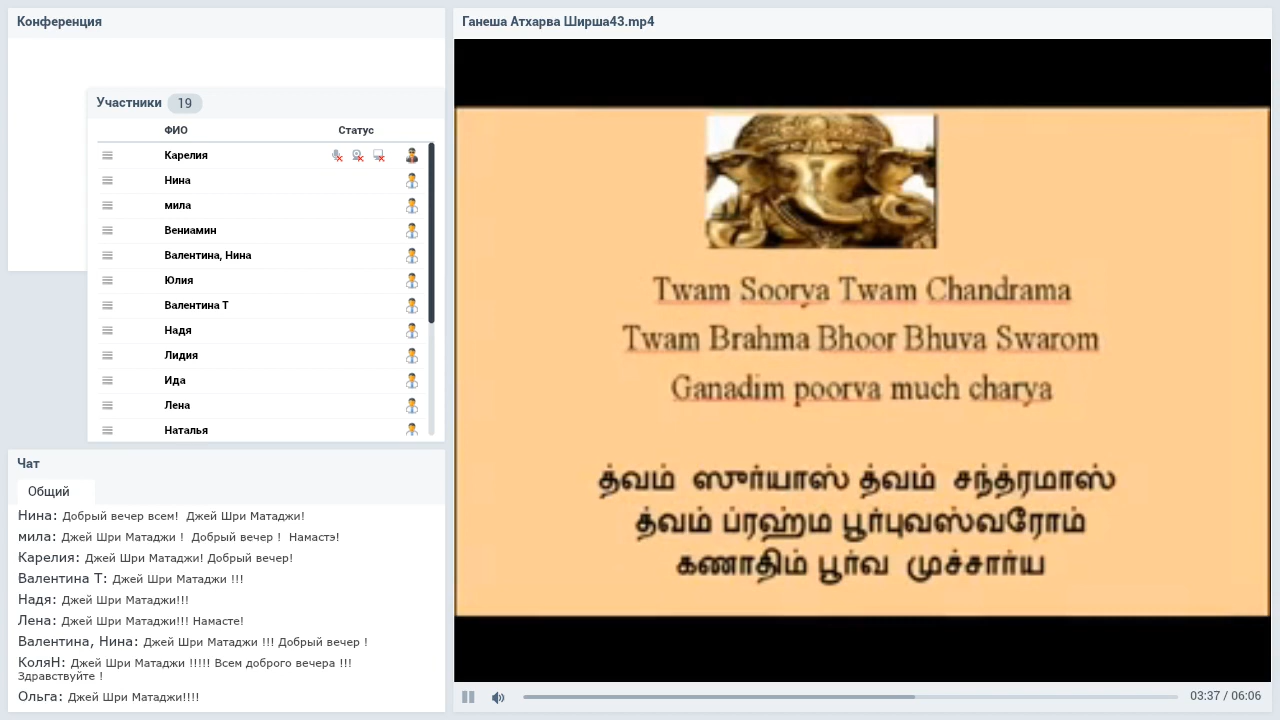 Конференция
Участники 19
ФИО Статус
Карелия
Нина
мила
Вениамин
Валентина, Нина
Юлия
Валентина Т
Надя
Лидия
Ида
Лена
Наталья
Чат
Общий
Нина: Добрый вечер всем! Джей Шри Матаджи!
мила: Джей Шри Матаджи ! Добрый вечер ! Намастэ!
Карелия: Джей Шри Матаджи! Добрый вечер!
Валентина Т: Джей Шри Матаджи !!!
Надя: Джей Шри Матаджи!!!
Лена: Джей Шри Матаджи!!! Намасте!
Валентина, Нина: Джей Шри Матаджи !!! Добрый вечер !
КоляН: Джей Шри Матаджи !!!!! Всем доброго вечера !!!
Здравствуйте !
Ольга: Джей Шри Матаджи!!!!
Ганеша Атхарва Ширша43.mp4
Twam Soorya Twam Chandrama
Twam Brahma Bhoor Bhuva Swarom
Ganadim poorva much charya
த்வம் ஸுர்யாஸ் த்வம் சந்த்ரமாஸ்
த்வம் ப்ரஹ்ம பூர்புவஸ்வரோம்
கணாதிம் பூர்வ முச்சார்ய
03:37 / 06:06